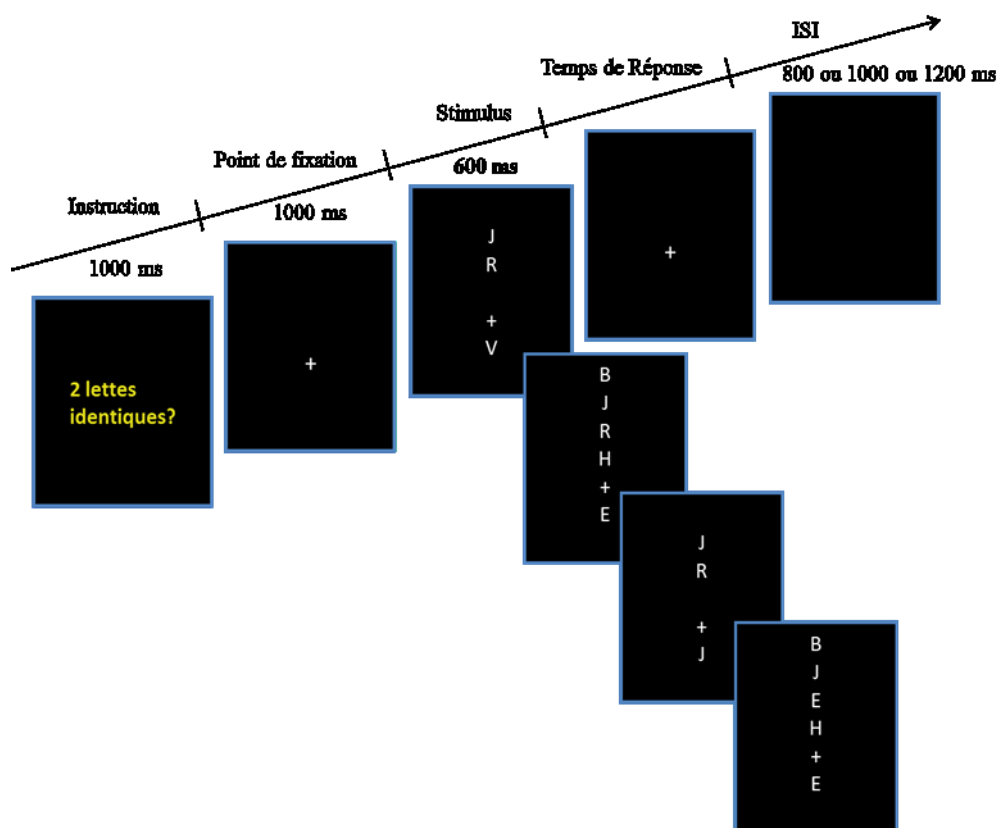 ISI
800 ou 1000 ou 1200 ms
Temps de Réponse
Stimulus
600 ms
Point de fixation
1000 ms
Instruction
1000 ms
2 lettes
identiques?
+
J
R
+
V
+
B
J
R
H
+
E
J
R
+
J
B
J
E
H
+
E